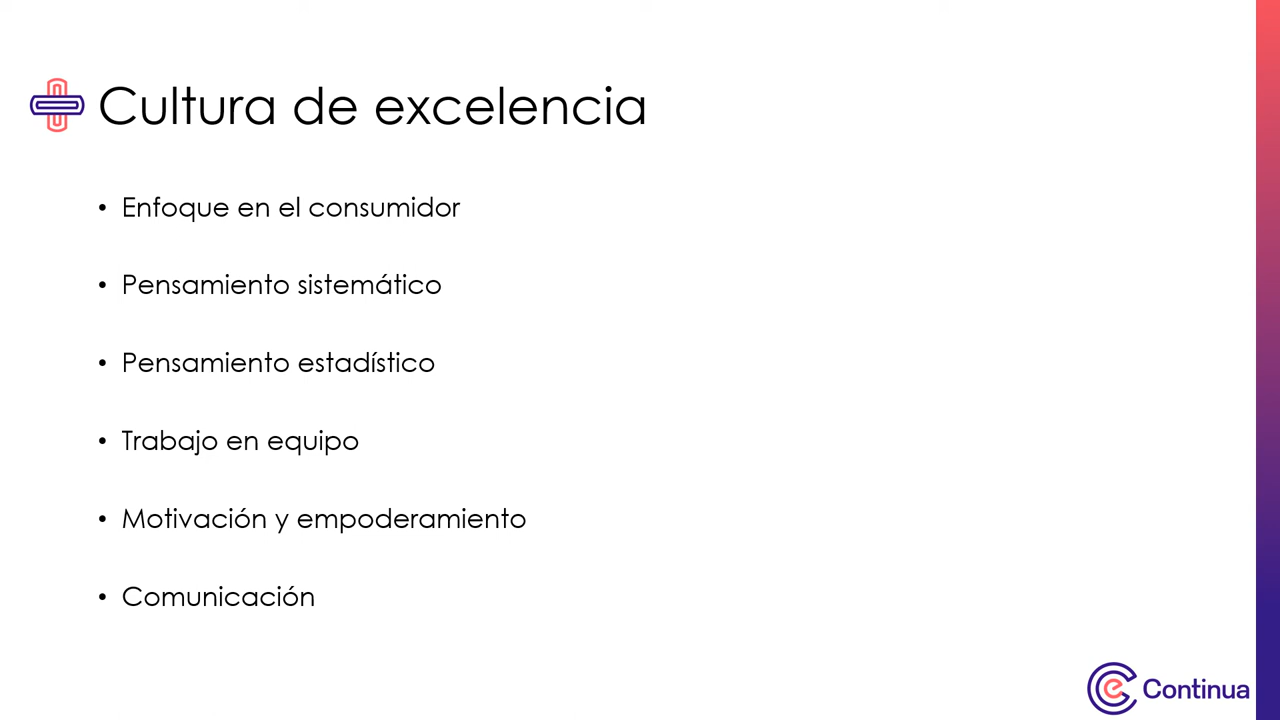 Cultura de excelencia
• Enfoque en el consumidor
• Pensamiento sistemático
• Pensamiento estadístico
• Trabajo en equipo
• Motivación y empoderamiento
• Comunicación
Continua